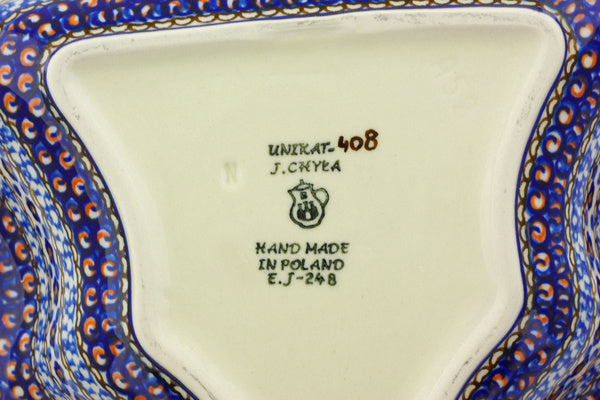 UNIKAT-408
J. CHYŁA
HAND MADE
IN POLAND
E.J-248